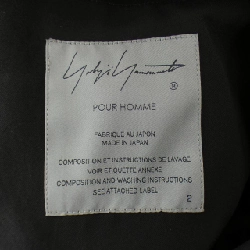 Yohji Yamamoto
®
POUR HOMME
FABRIQUE AU JAPON
MADE IN JAPAN
COMPOSITION ET INSTRUCTIONS DE LAVAGE
VOIR ETIQUETTE ANNEXE
COMPOSITION AND WASHING INSTRUCTIONS
SEE ATTACHED LABEL
2